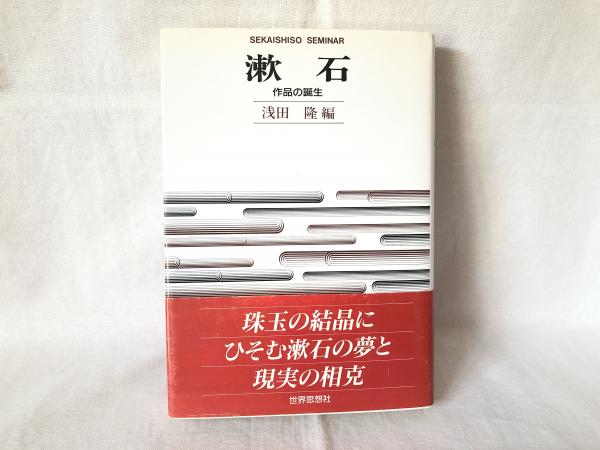 SEKAISHISO SEMINAR
漱石
作品の誕生
浅田 隆 編
珠玉の結晶に
ひそむ漱石の夢と
現実の相克
世界思想社